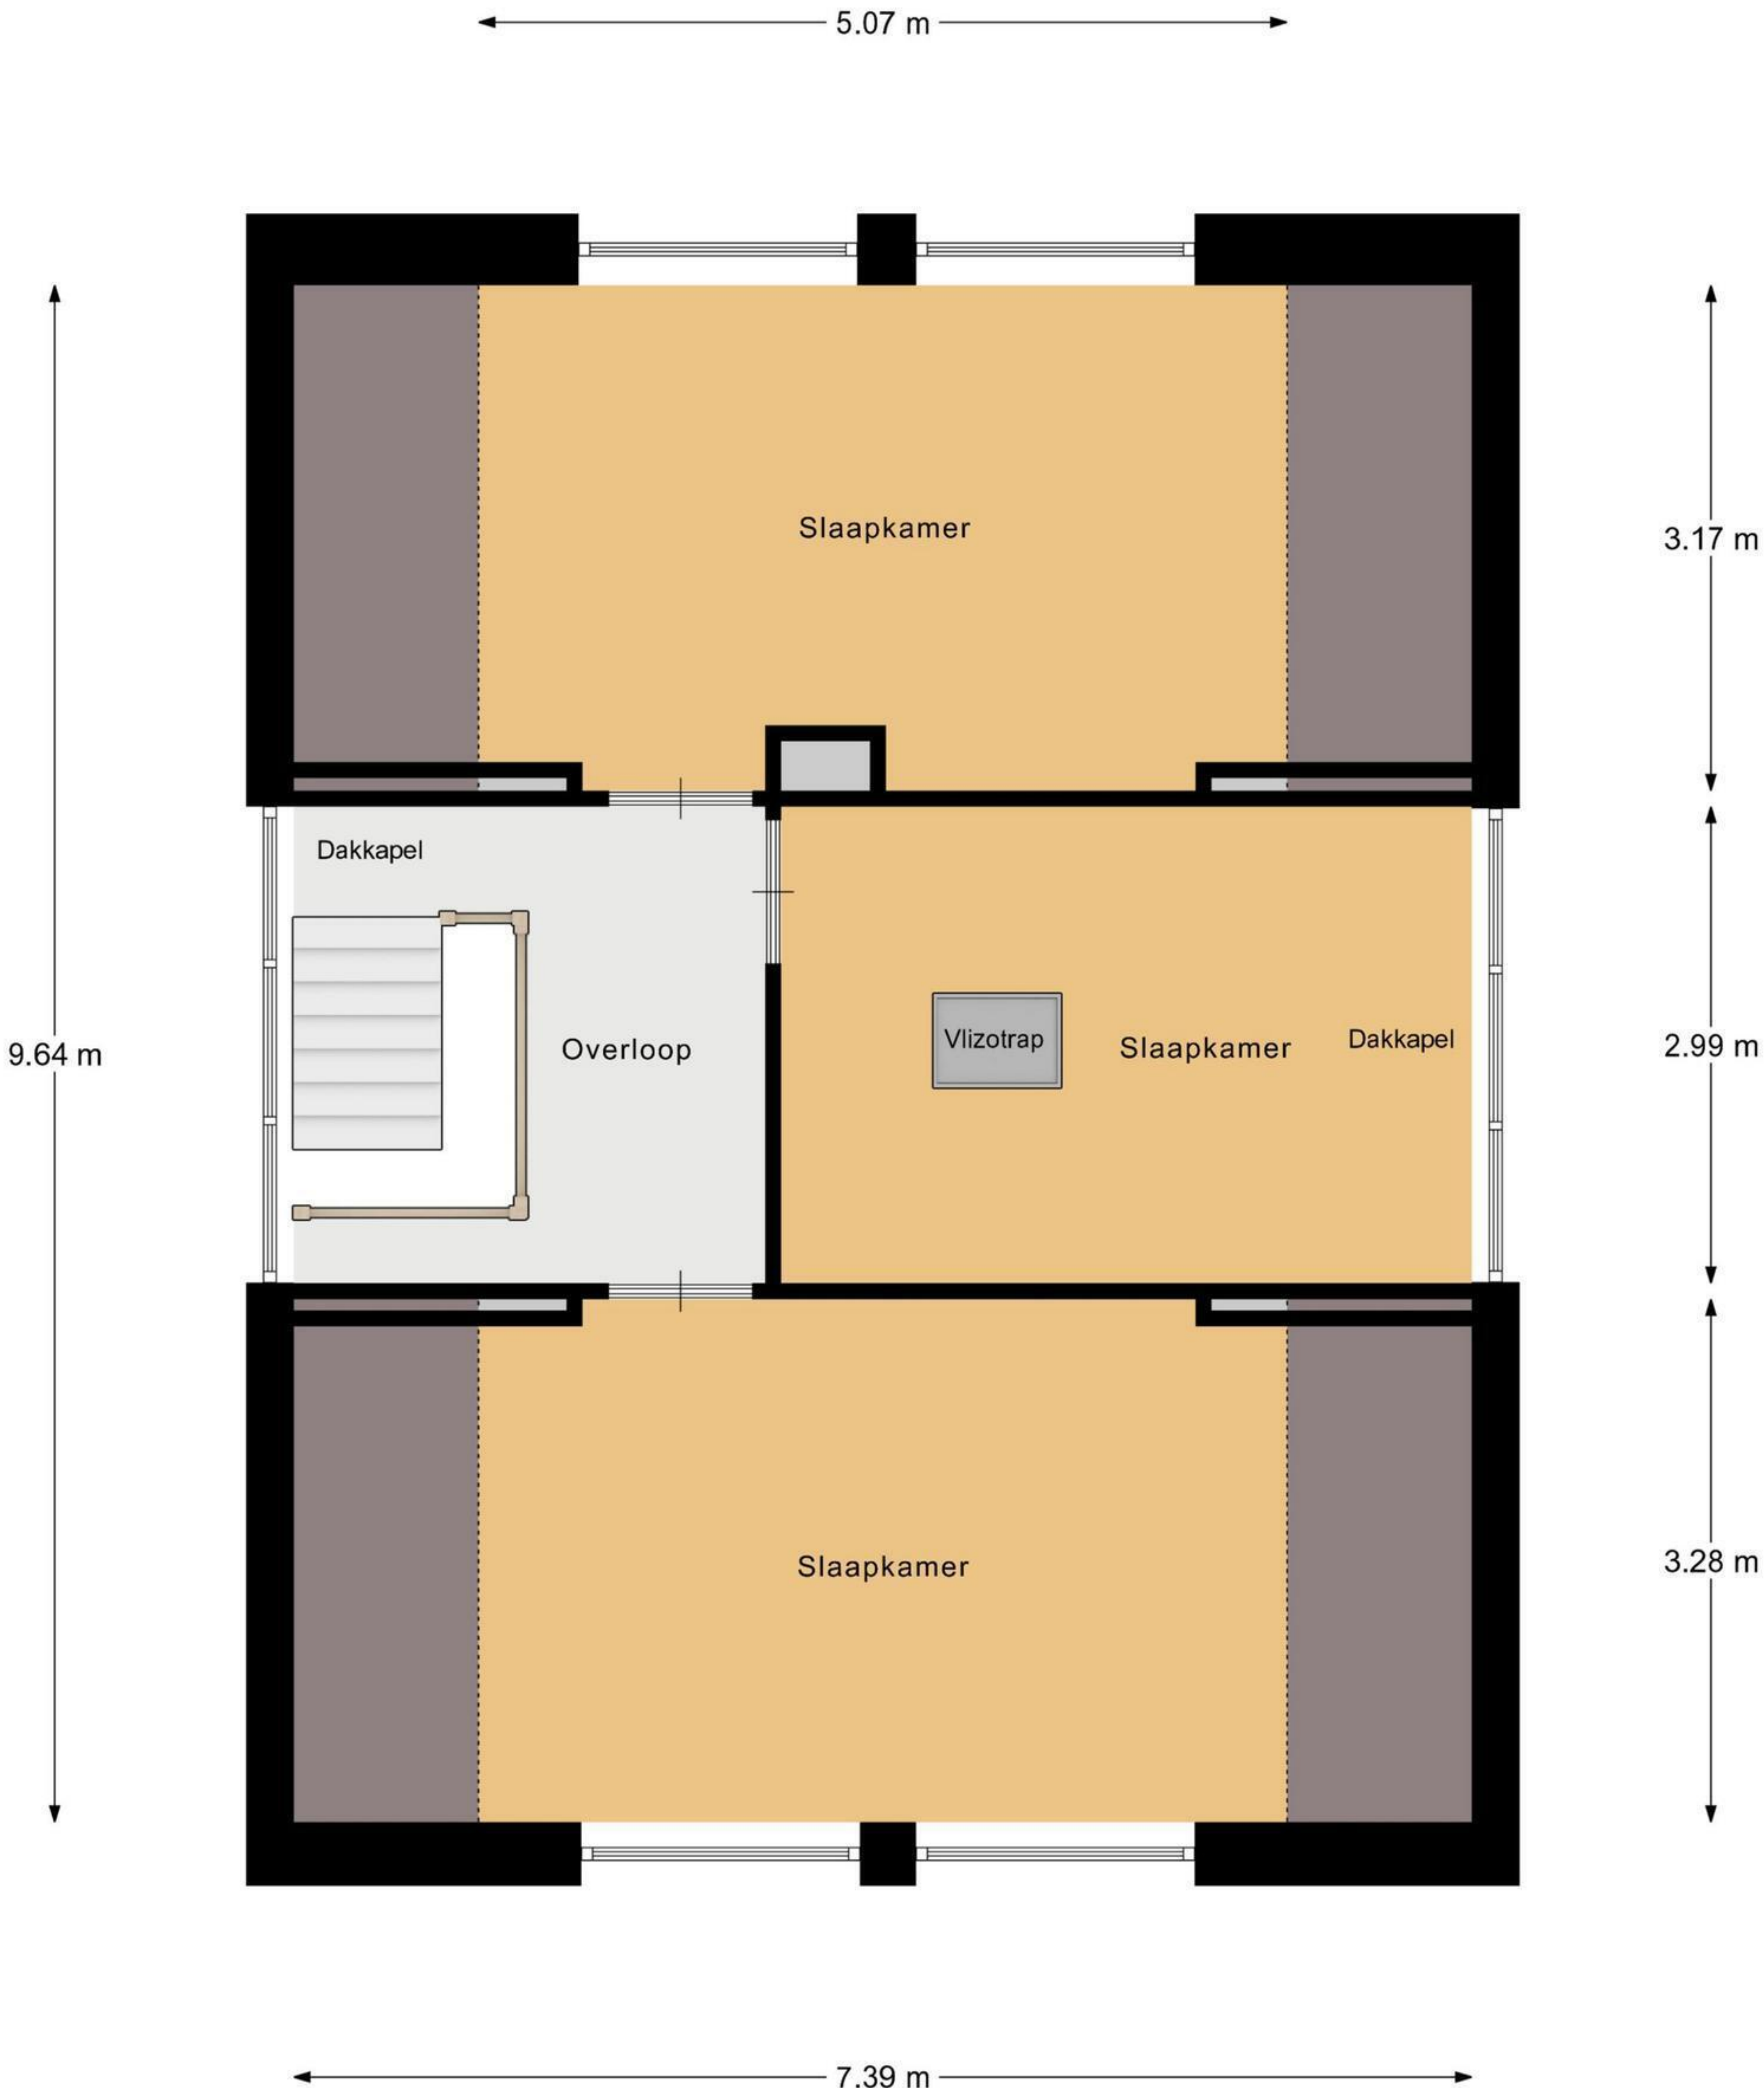 5.07 m
Slaapkamer
3.17 m
Dakkapel
Overloop
Vlizotrap
Slaapkamer
Dakkapel
9.64 m
2.99 m
Slaapkamer
3.28 m
7.39 m